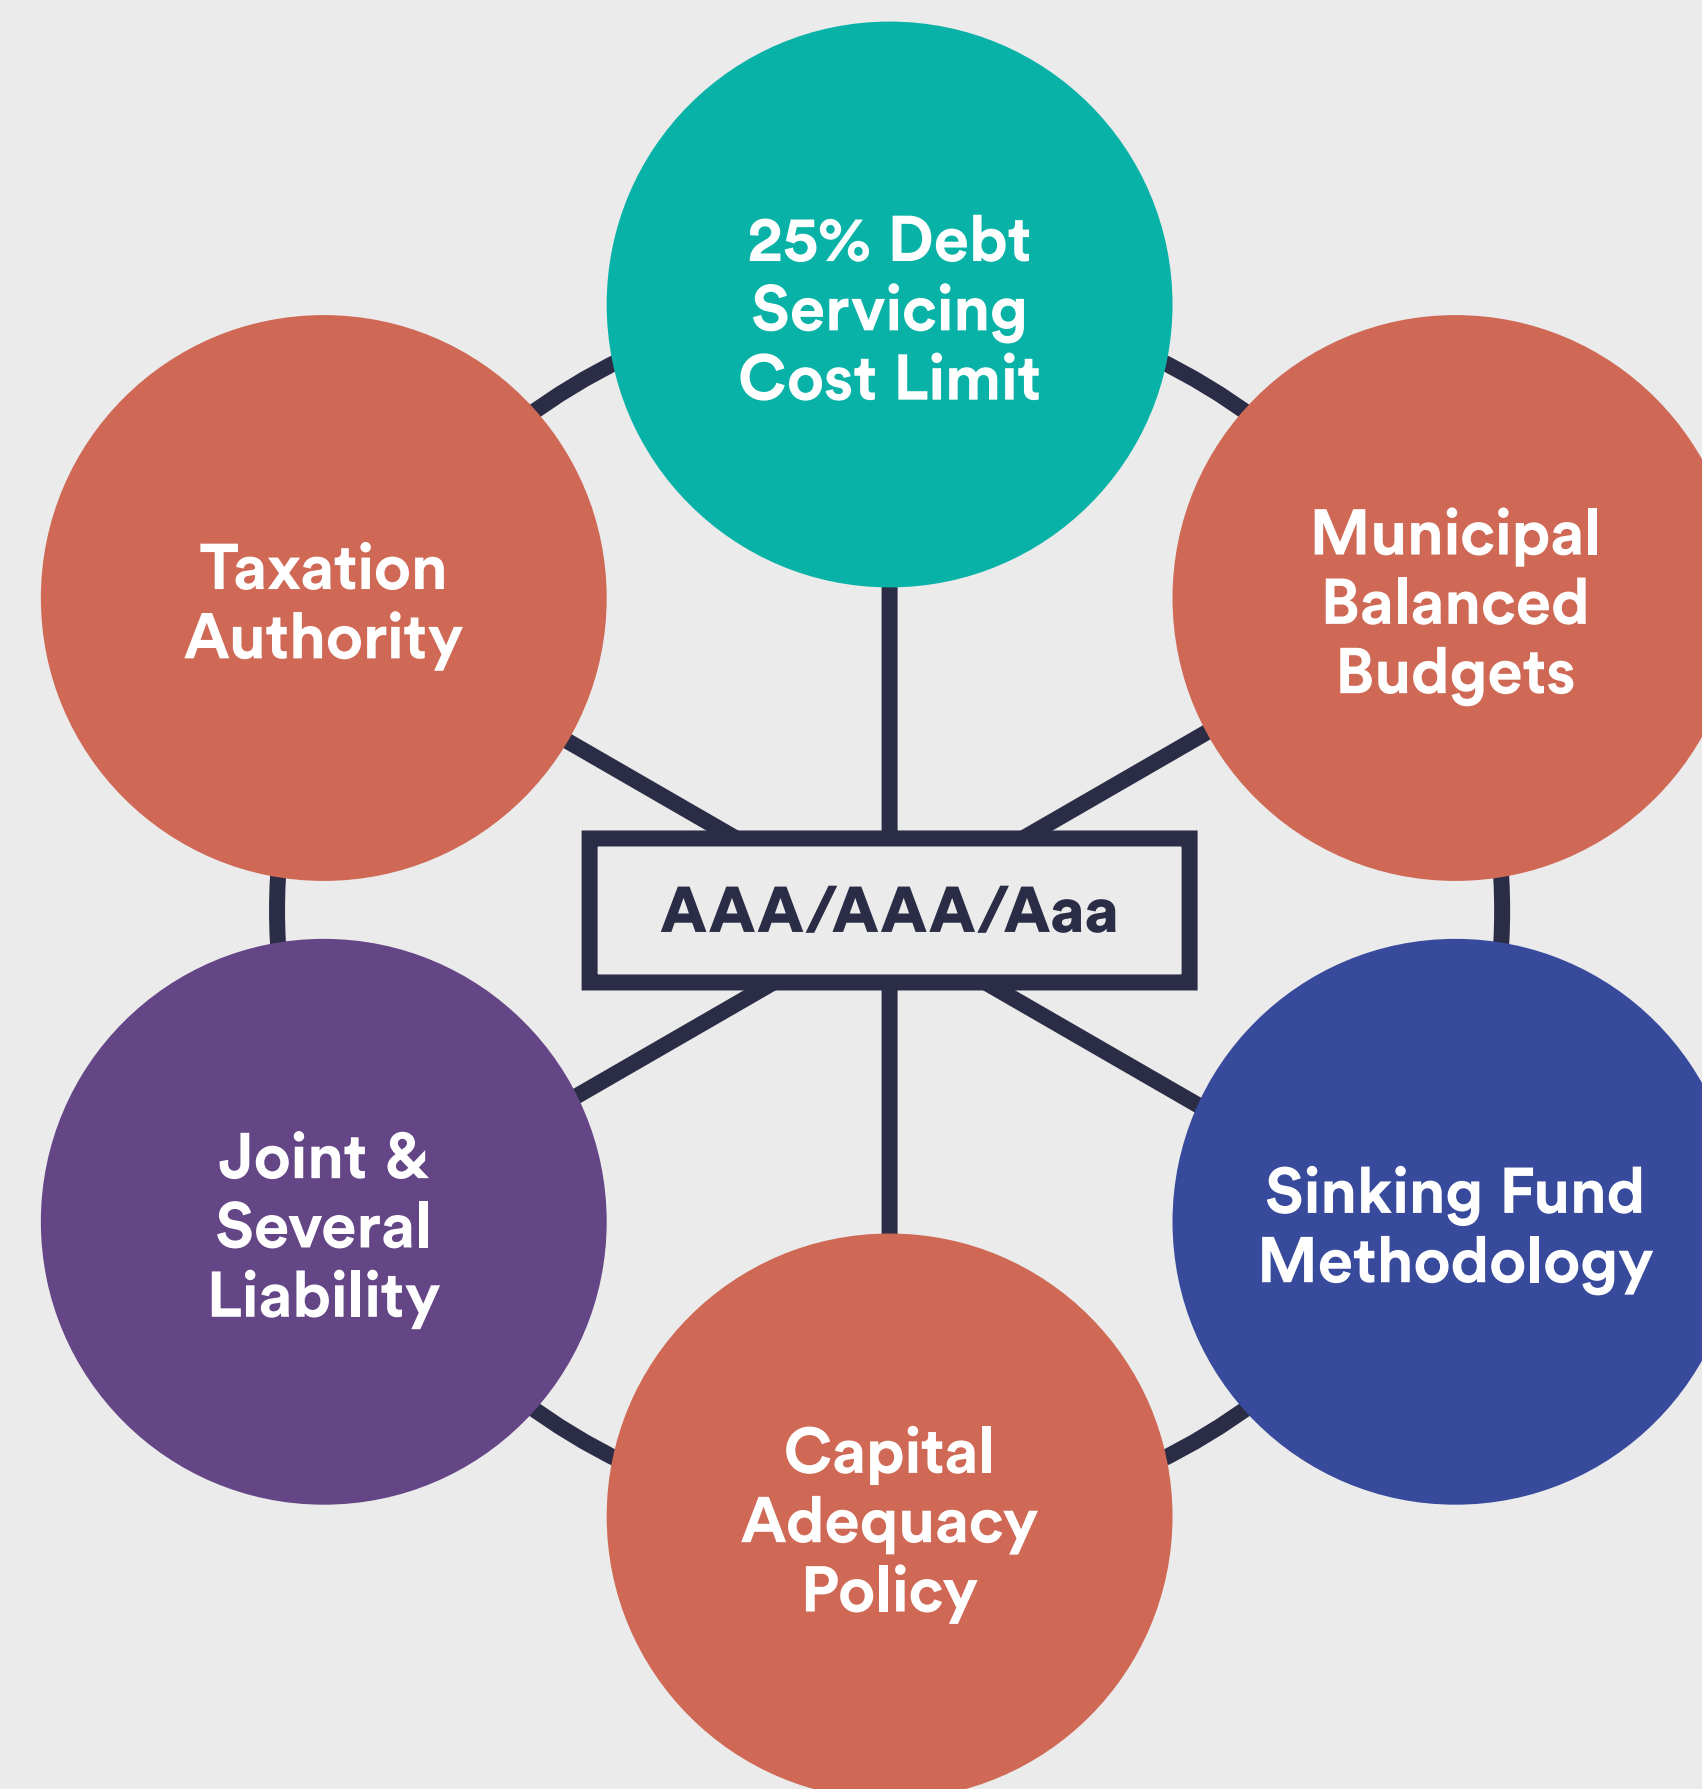 25% Debt
Servicing
Cost Limit
Municipal
Balanced
Budgets
Sinking Fund
Methodology
Capital
Adequacy
Policy
Joint &
Several
Liability
Taxation
Authority
AAA/AAA/Aaa